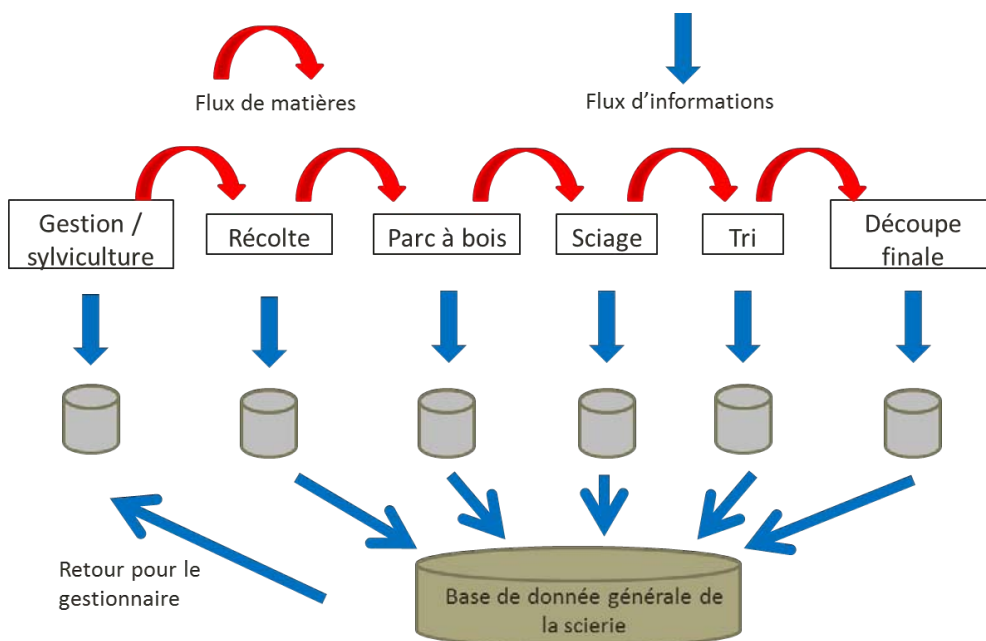 Flux de matières
Flux d'informations
Gestion /
sylviculture
Récolte
Parc à bois
Sciage
Tri
Découpe
finale
Retour pour le
gestionnaire
Base de donnée générale de
la scierie